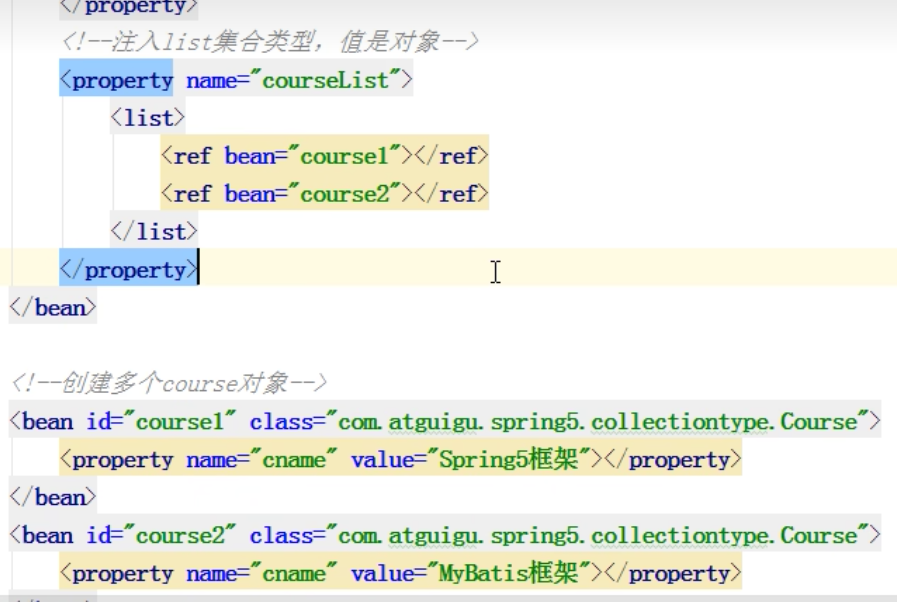 </property>
<!--注入list集合类型，值是对象-->
<property name="courseList">
<list>
<ref bean="course1"></ref>
<ref bean="course2"></ref>
</list>
</property>
</bean>
<!--创建多个course对象-->
<bean id="course1" class="com.atguigu.spring5.collectiontype.Course">
<property name="cname" value="Spring5框架"></property>
</bean>
<bean id="course2" class="com.atguigu.spring5.collectiontype.Course">
<property name="cname" value="MyBatis框架"></property>